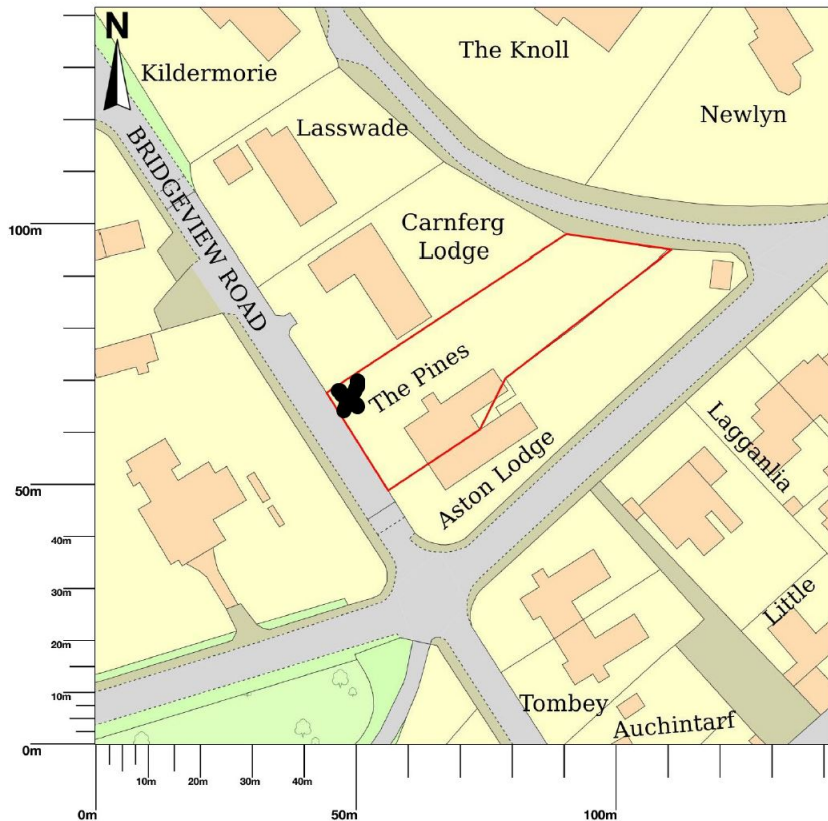 N
The Knoll
Kildermorie
Newlyn
Lasswade
BRIDGEVIEW ROAD
Carnferg
Lodge
100m
The Pines
Lagganlia
Aston Lodge
50m
40m
30m
Little
20m
10m
Tombey
Auchintarf
0m
10m
20m
30m
40m
0m
50m
100m